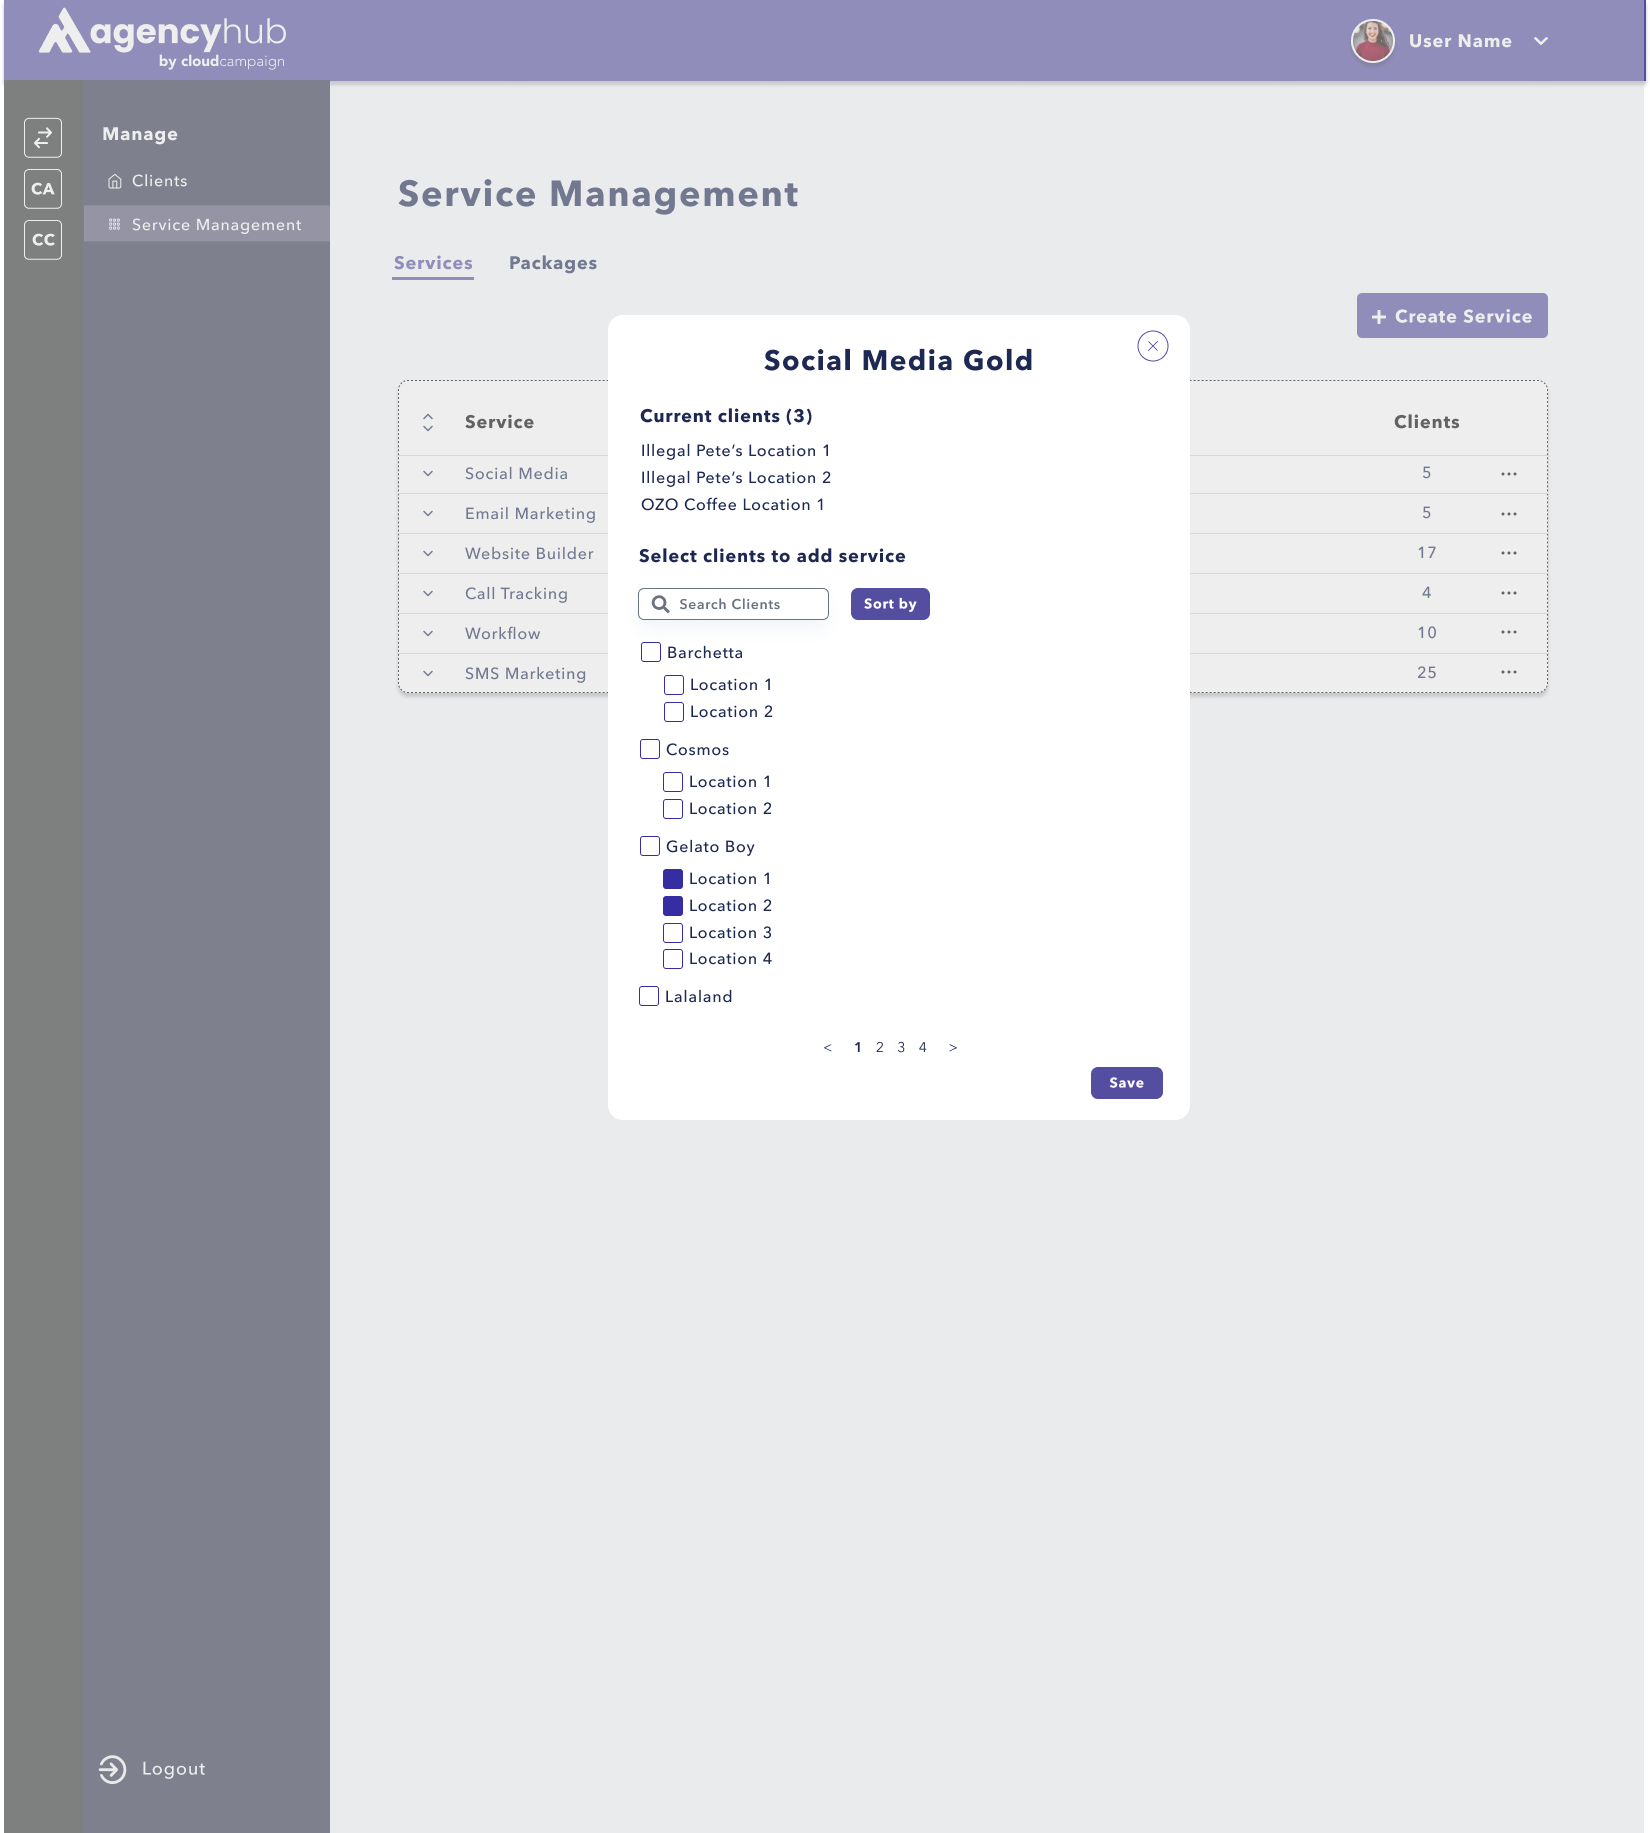 agencyhub
by cloudcampaign
User Name
Manage
Clients
Service Management
CA
CC
Logout
Service Management
Services Packages
+ Create Service
Service Clients
Social Media 5 ...
Email Marketing 5 ...
Website Builder 17 ...
Call Tracking 4 ...
Workflow 10 ...
SMS Marketing 25 ...
Social Media Gold
Current clients (3)
Illegal Pete‘s Location 1
Illegal Pete‘s Location 2
OZO Coffee Location 1
Select clients to add service
Search Clients Sort by
Barchetta
Location 1
Location 2
Cosmos
Location 1
Location 2
Gelato Boy
Location 1
Location 2
Location 3
Location 4
Lalaland
< 1 2 3 4 >
Save